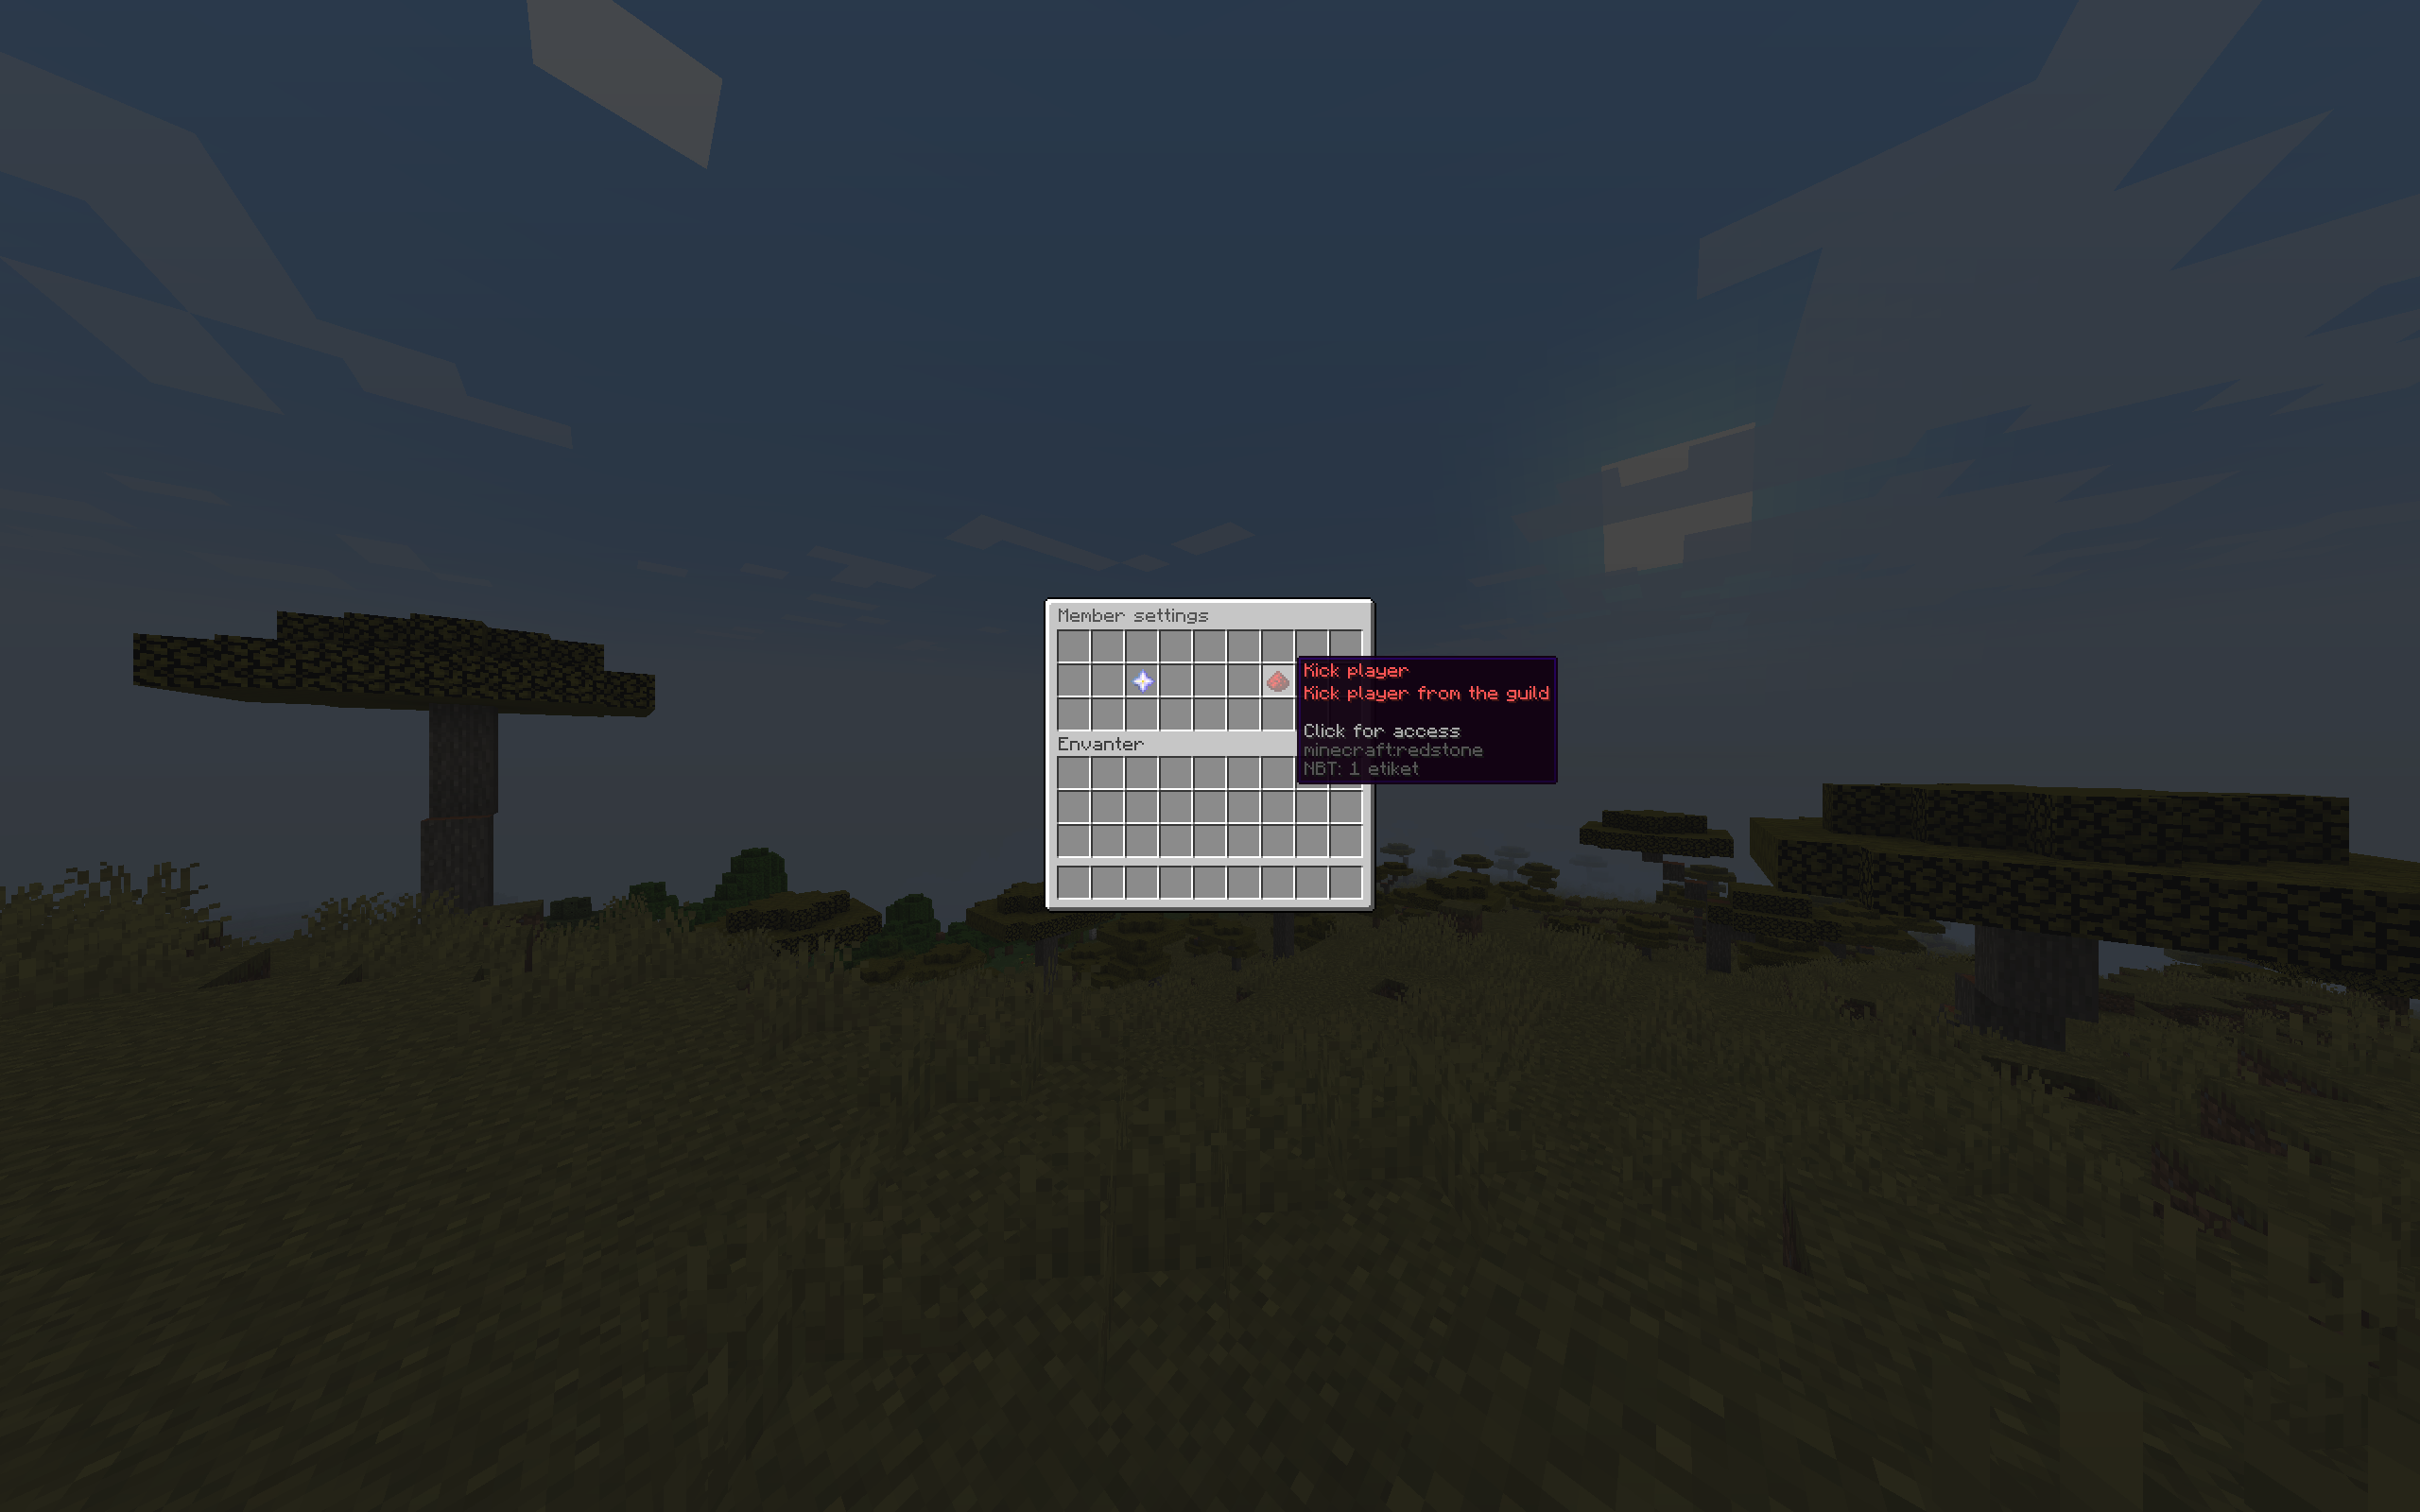 Member settings
Kick player
Kick player from the guild
Click for access
minecraft:redstone
NBT: 1 etiket
Envanter